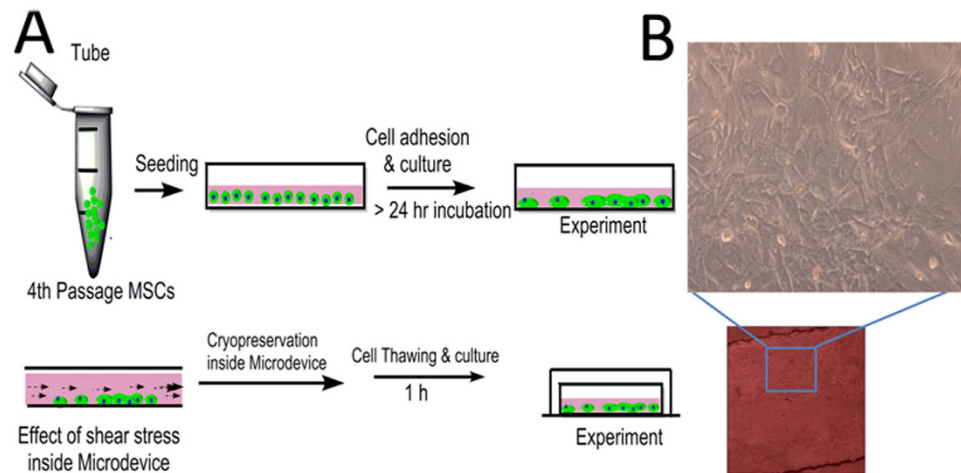 A
B
Tube
Seeding
Cell adhesion
& culture
> 24 hr incubation
Experiment
4th Passage MSCs
Cryopreservation
inside Microdevice
Cell Thawing & culture
1 h
Effect of shear stress
inside Microdevice
Experiment